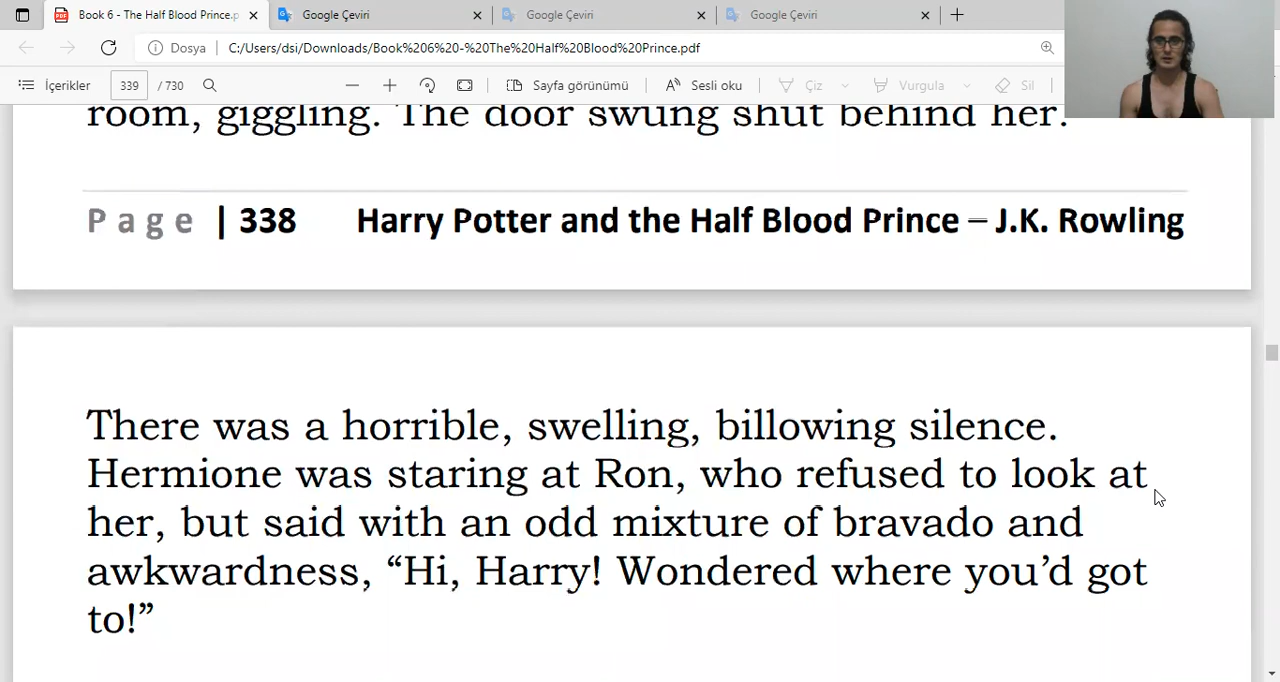 Book 6 - The Half Blood Prince.p
Google Çeviri
Google Çeviri
Google Çeviri
Dosya
C:/Users/dsi/Downloads/Book%206%20-%20The%20Half%20Blood%20Prince.pdf
İçerikler
339 / 730
Sayfa görünümü
Sesli oku
Çiz
Vurgula
Sil
room, giggling. The door swung shut behind her.
Page | 338 Harry Potter and the Half Blood Prince – J.K. Rowling
There was a horrible, swelling, billowing silence.
Hermione was staring at Ron, who refused to look at
her, but said with an odd mixture of bravado and
awkwardness, “Hi, Harry! Wondered where you’d got
to!”